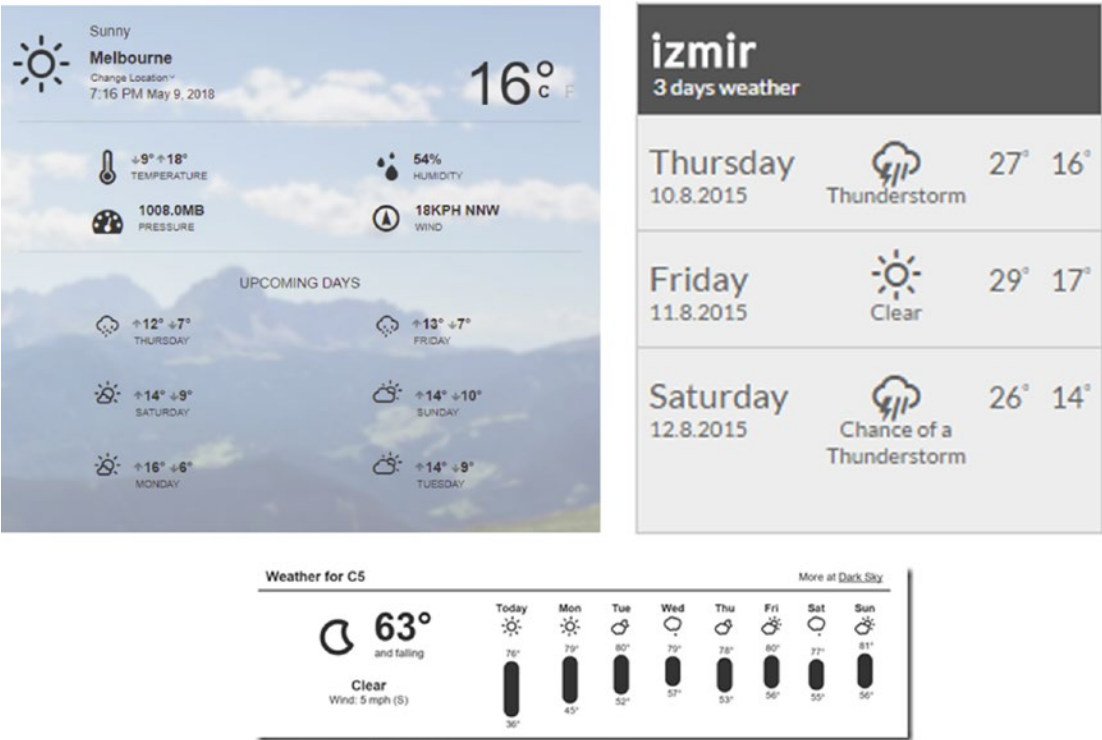 Sunny
Melbourne
Change Location
7:16 PM May 9, 2018
16° C F
↓9° ↑18°
TEMPERATURE
54%
HUMIDITY
1008.0MB
PRESSURE
18KPH NNW
WIND
UPCOMING DAYS
↑12° ↓7°
THURSDAY
↑13° ↓7°
FRIDAY
↑14° ↓9°
SATURDAY
↑14° ↓10°
SUNDAY
↑16° ↓6°
MONDAY
↑14° ↓9°
TUESDAY
izmir
3 days weather
Thursday
10.8.2015
Thunderstorm
27° 16°
Friday
11.8.2015
Clear
29° 17°
Saturday
12.8.2015
Chance of a
Thunderstorm
26° 14°
Weather for C5
More at Dark Sky
63°
and falling
Clear
Wind: 5 mph (S)
Today Mon Tue Wed Thu Fri Sat Sun
76° 79° 80° 79° 78° 80° 77° 81°
36° 45° 52° 57° 53° 56° 55° 56°